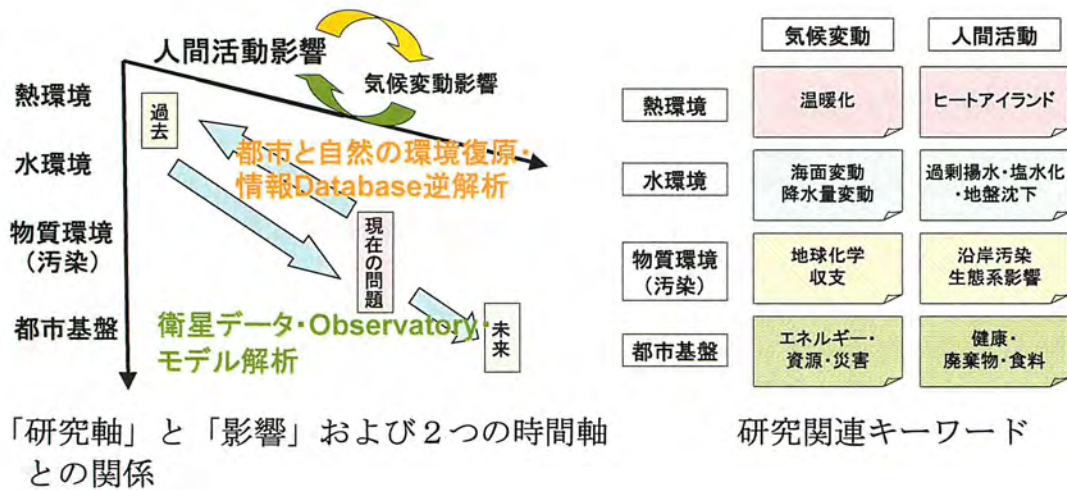 人間活動影響
気候変動影響
熱環境
水環境
物質環境
(汚染)
都市基盤
過去
都市と自然の環境復原・
情報Database逆解析
現在の問題
未来
衛星データ・Observatory・
モデル解析
「研究軸」と「影響」および2つの時間軸
との関係
気候変動
人間活動
熱環境
温暖化
ヒートアイランド
水環境
海面変動
降水量変動
過剰揚水・塩水化
・地盤沈下
物質環境
(汚染)
地球化学
収支
沿岸汚染
生態系影響
都市基盤
エネルギー・
資源・災害
健康・
廃棄物・食料
研究関連キーワード